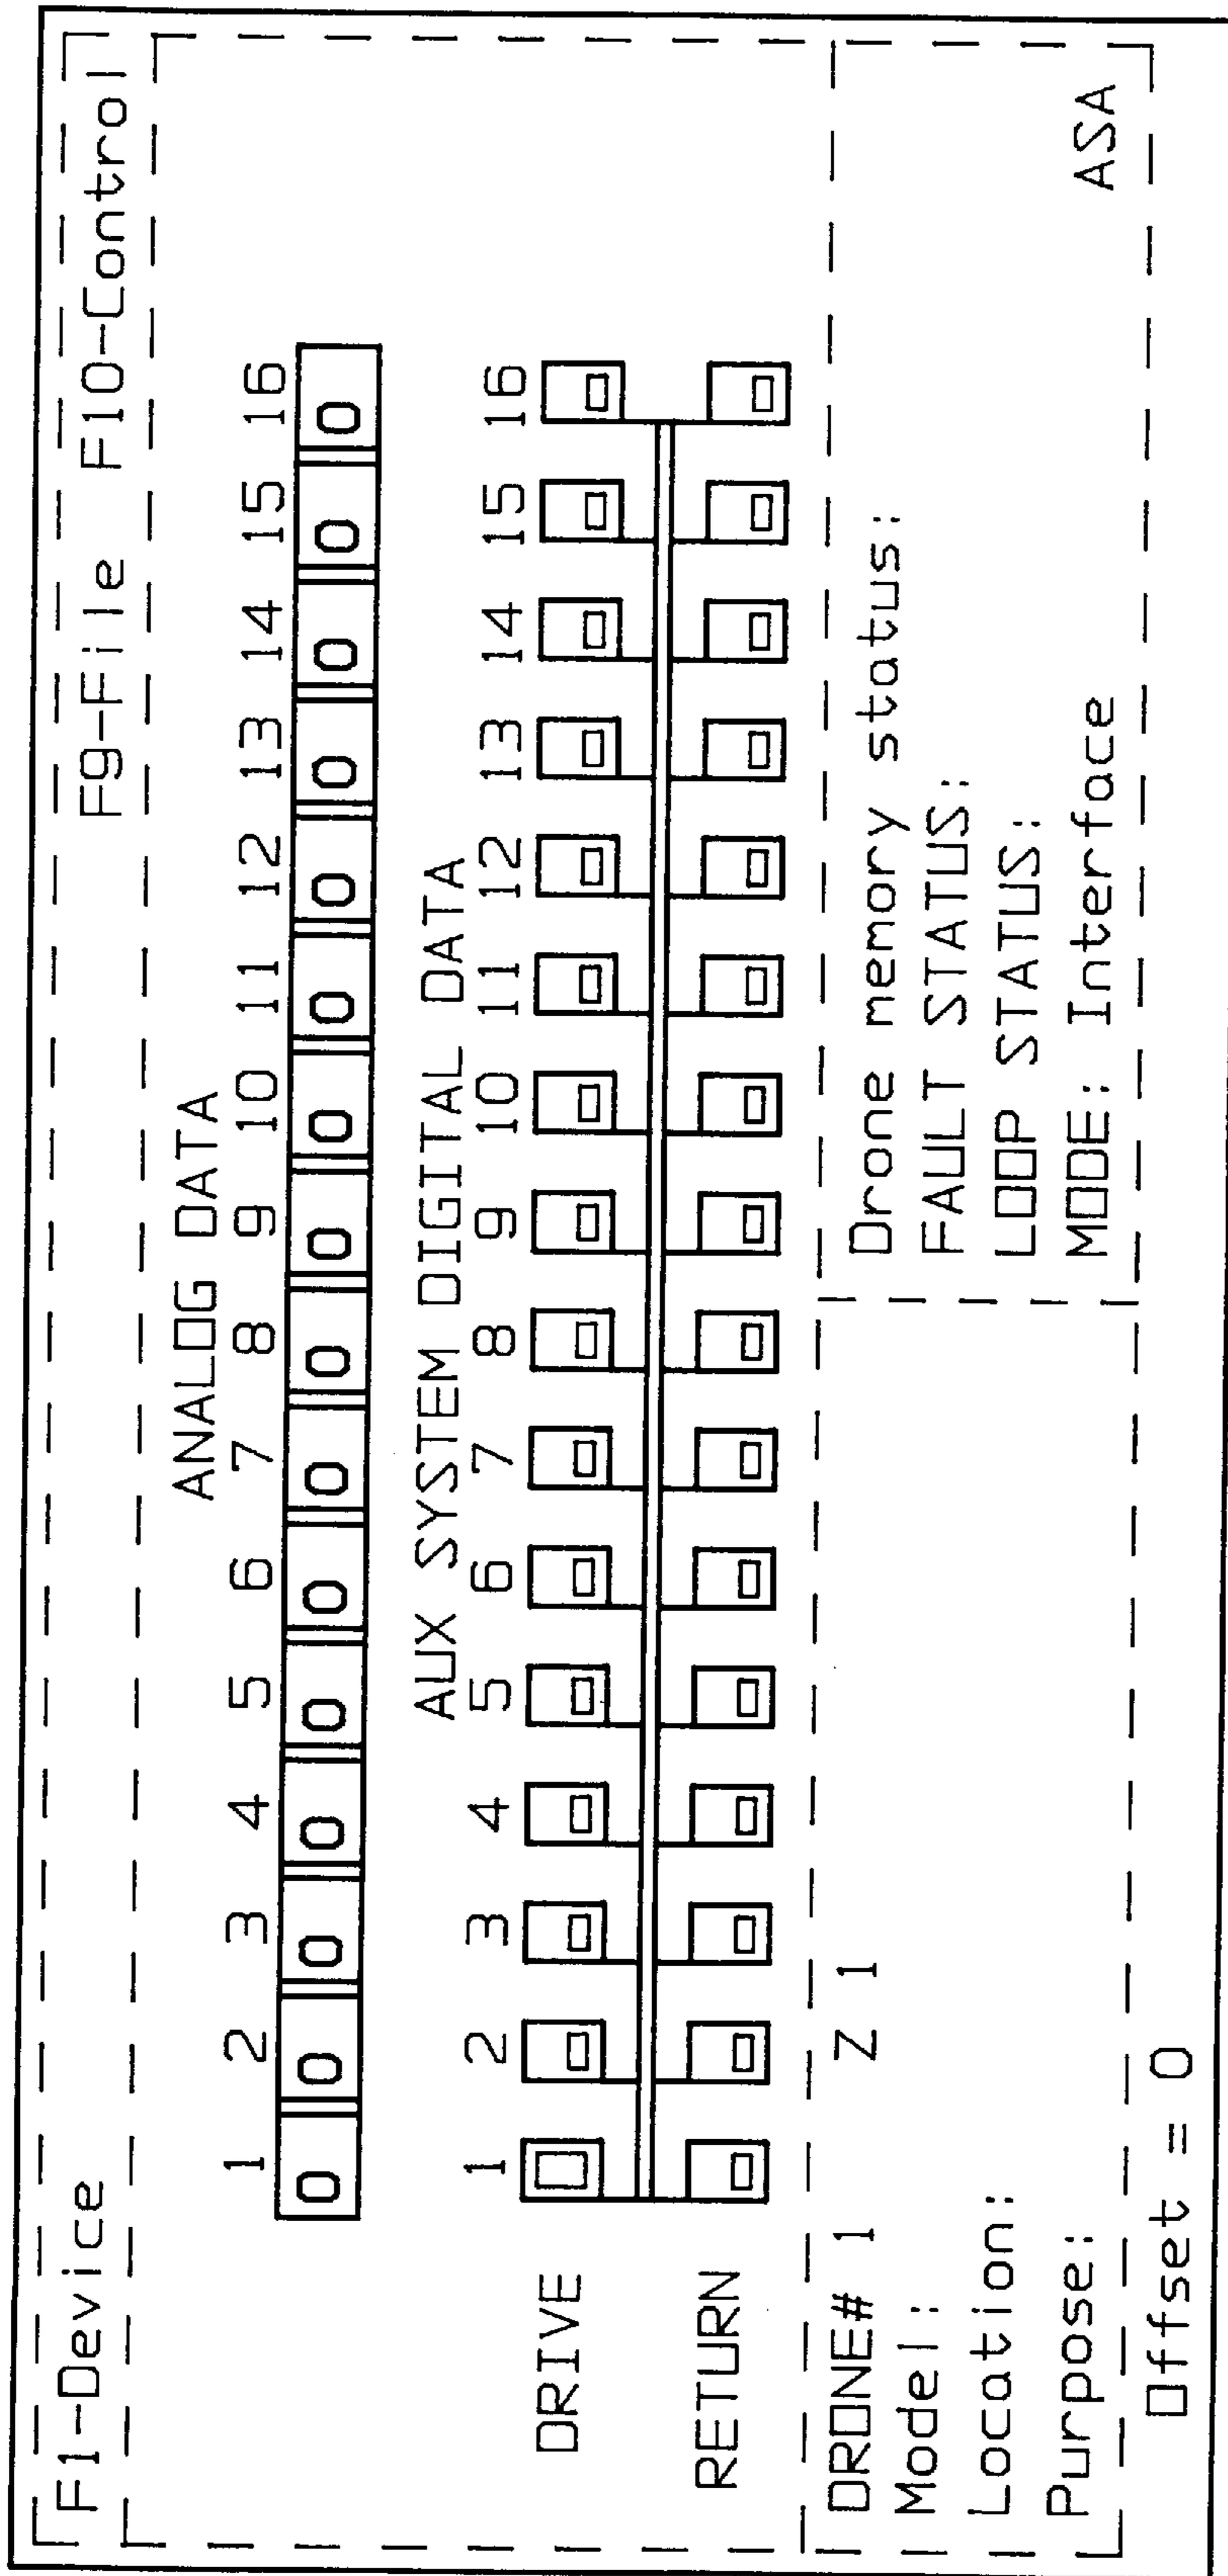 F1-Device F9-File F10-Control
ANALOG DATA
1 2 3 4 5 6 7 8 9 10 11 12 13 14 15 16
0 0 0 0 0 0 0 0 0 0 0 0 0 0 0 0
AUX SYSTEM DIGITAL DATA
1 2 3 4 5 6 7 8 9 10 11 12 13 14 15 16
DRIVE
RETURN
DRONE# 1 Z 1
Model:
Location:
Purpose:
Drone memory status:
FAULT STATUS:
LOOP STATUS:
MODE: Interface ASA
Offset = 0